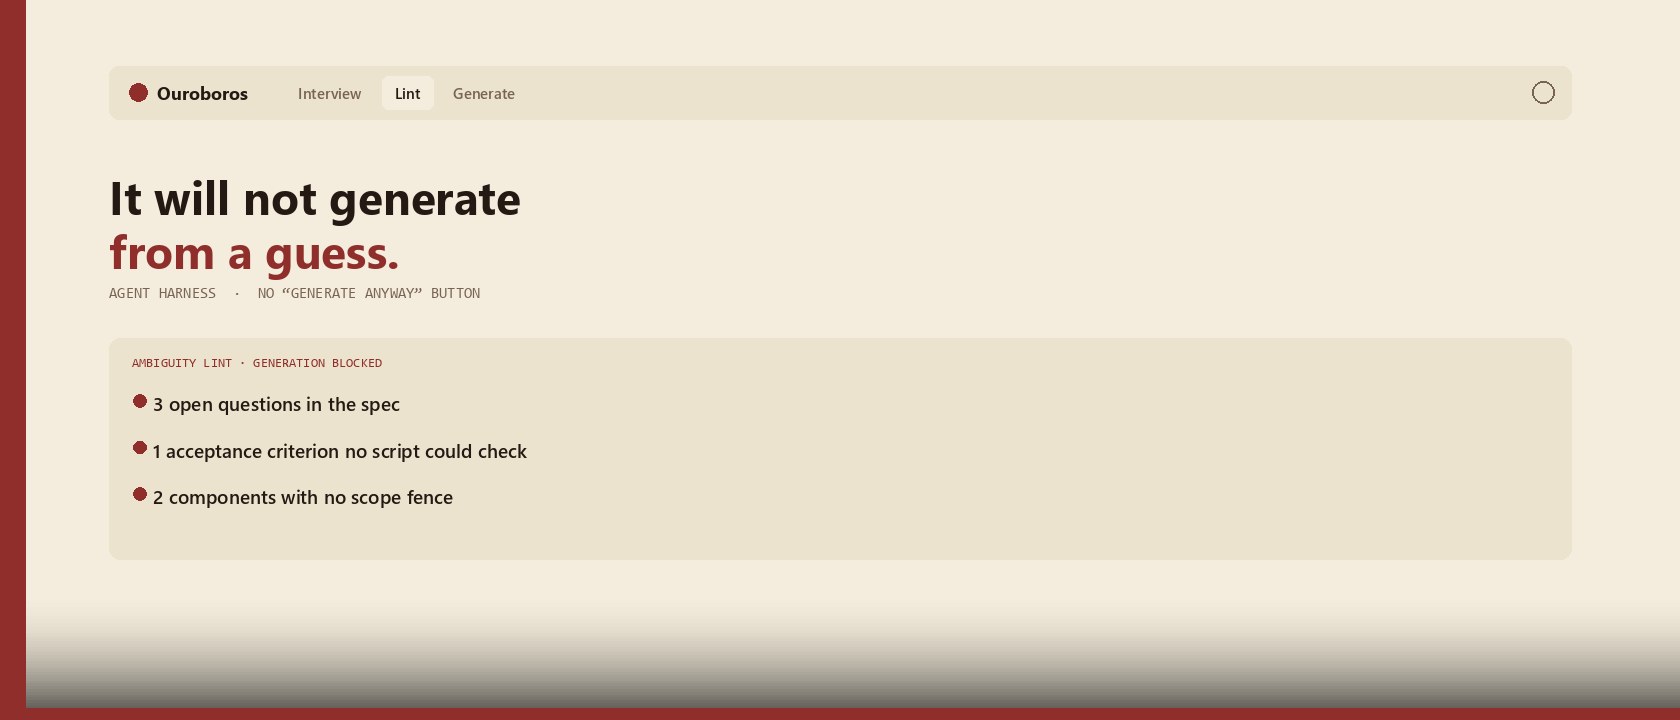 Ouroboros Interview Lint Generate
It will not generate
from a guess.
AGENT HARNESS · NO “GENERATE ANYWAY” BUTTON
AMBIGUITY LINT · GENERATION BLOCKED
3 open questions in the spec
1 acceptance criterion no script could check
2 components with no scope fence